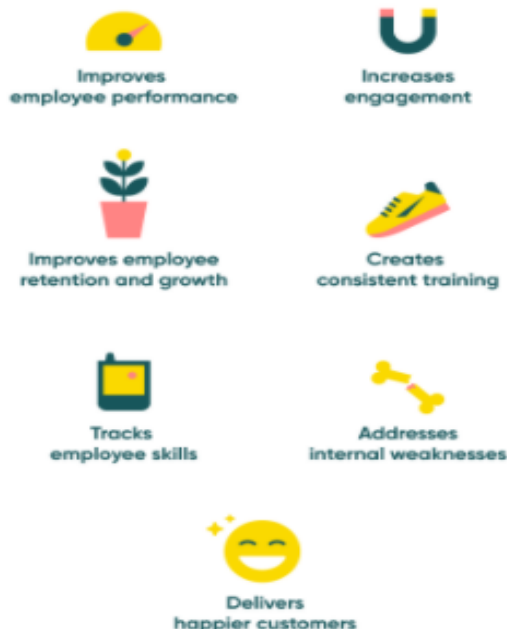 Improves
employee performance
Increases
engagement
Improves employee
retention and growth
Creates
consistent training
Tracks
employee skills
Addresses
internal weaknesses
Delivers
happier customers